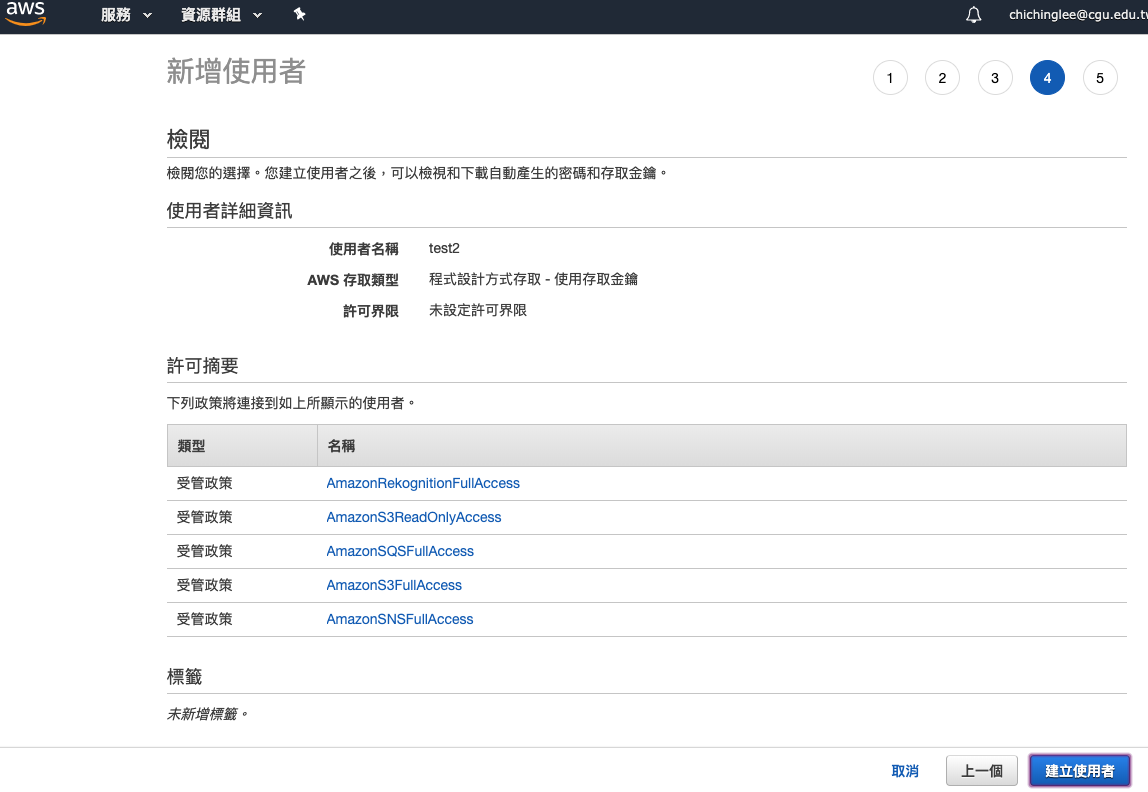 aws 服務 資源群組 chichinglee@cgu.edu.tw
新增使用者 1 2 3 4 5
檢閱
檢閱您的選擇。您建立使用者之後，可以檢視和下載自動產生的密碼和存取金鑰。
使用者詳細資訊
使用者名稱 test2
AWS 存取類型 程式設計方式存取 - 使用存取金鑰
許可界限 未設定許可界限
許可摘要
下列政策將連接到如上所顯示的使用者。
類型 名稱
受管政策 AmazonRekognitionFullAccess
受管政策 AmazonS3ReadOnlyAccess
受管政策 AmazonSQSFullAccess
受管政策 AmazonS3FullAccess
受管政策 AmazonSNSFullAccess
標籤
未新增標籤。
取消 上一個 建立使用者